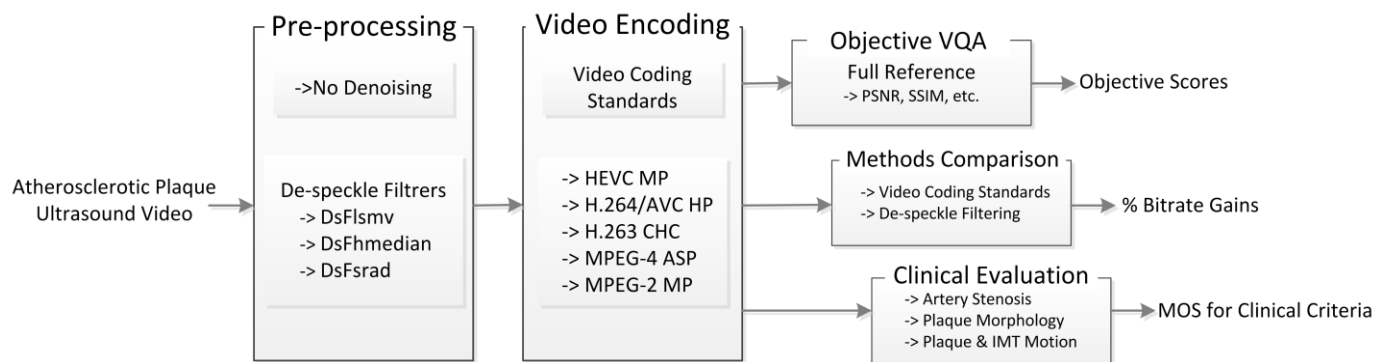 Atherosclerotic Plaque
Ultrasound Video
Pre-processing
->No Denoising
De-speckle Filtrers
-> DsFlsmv
-> DsFhmedian
-> DsFsrad
Video Encoding
Video Coding
Standards
-> HEVC MP
-> H.264/AVC HP
-> H.263 CHC
-> MPEG-4 ASP
-> MPEG-2 MP
Objective VQA
Full Reference
-> PSNR, SSIM, etc.
Objective Scores
Methods Comparison
-> Video Coding Standards
-> De-speckle Filtering
% Bitrate Gains
Clinical Evaluation
-> Artery Stenosis
-> Plaque Morphology
-> Plaque & IMT Motion
MOS for Clinical Criteria